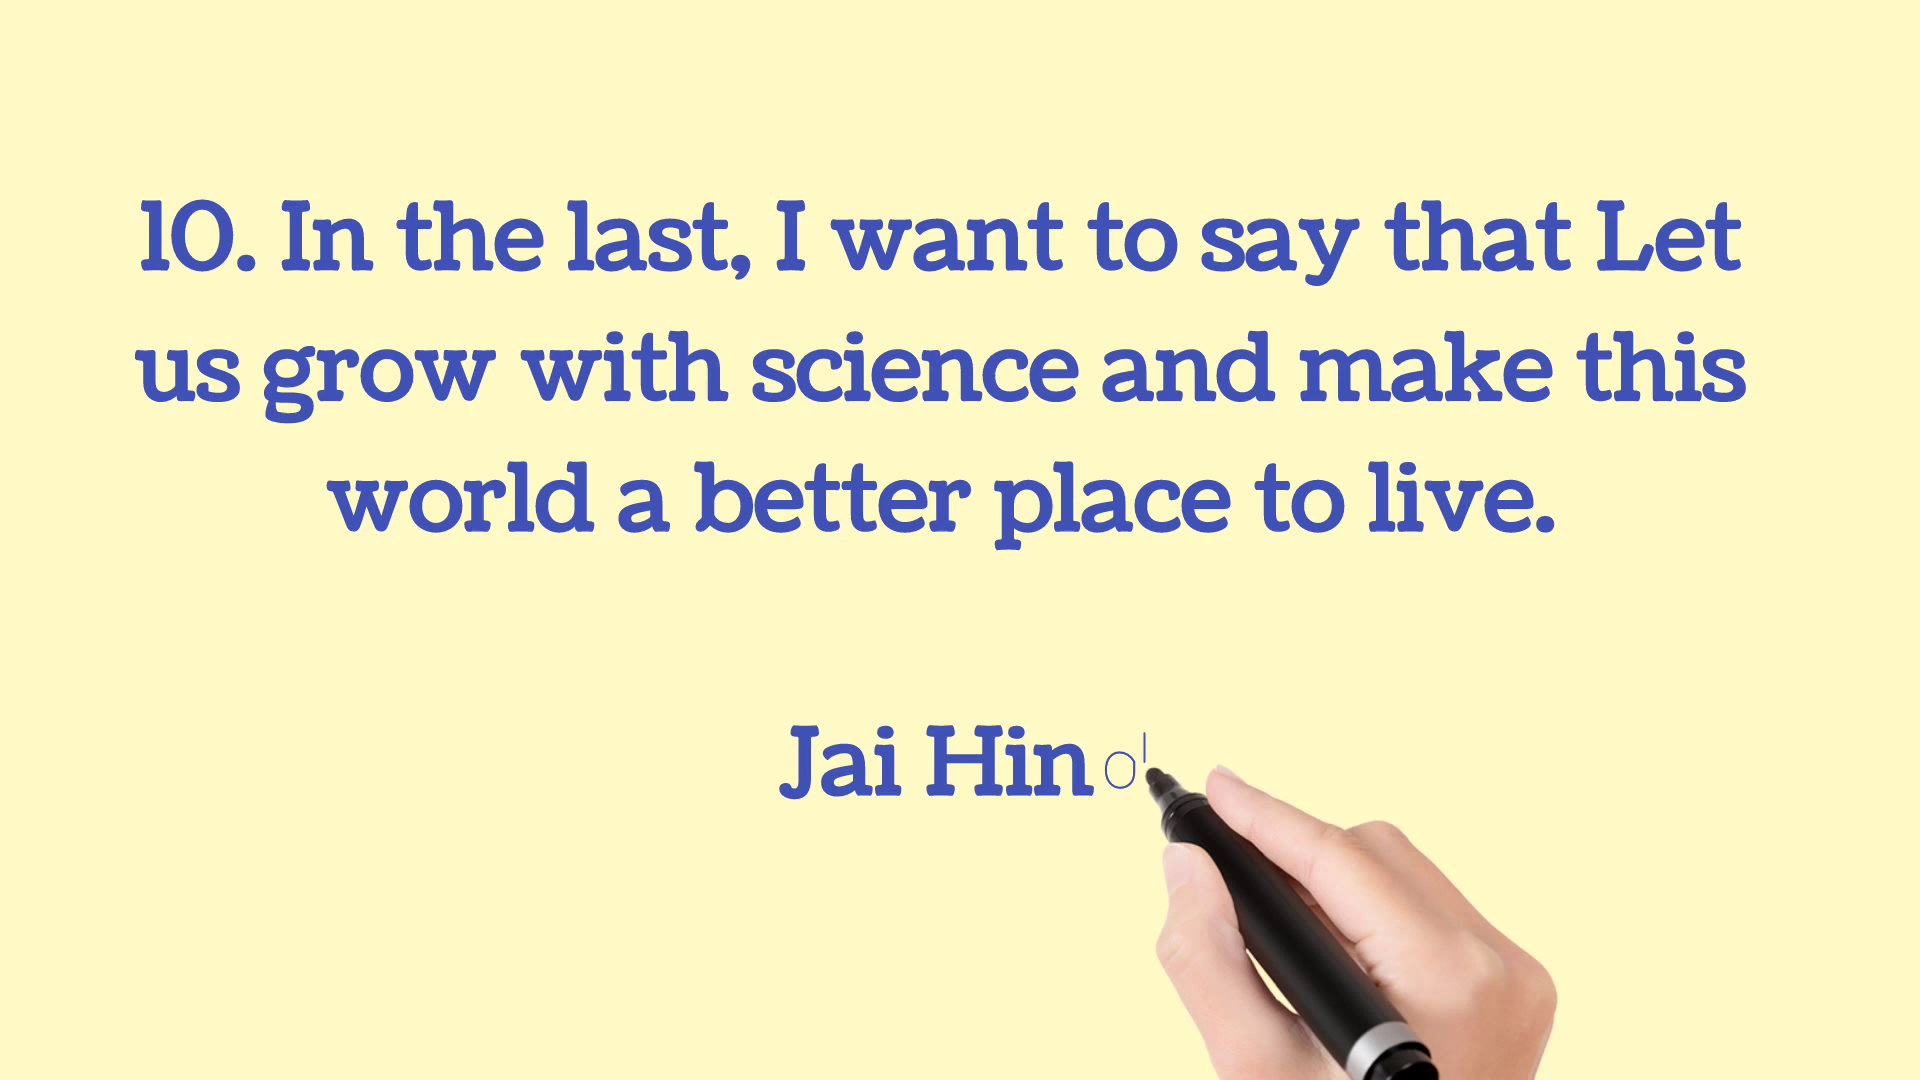 10. In the last, I want to say that Let
us grow with science and make this
world a better place to live.
Jai Hind